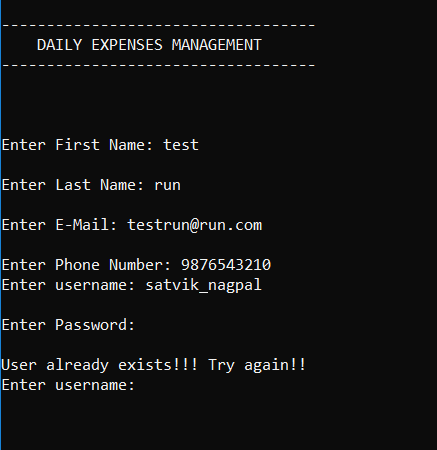 -----------------------------------
DAILY EXPENSES MANAGEMENT
-----------------------------------
Enter First Name: test
Enter Last Name: run
Enter E-Mail: testrun@run.com
Enter Phone Number: 9876543210
Enter username: satvik_nagpal
Enter Password:
User already exists!!! Try again!!
Enter username: